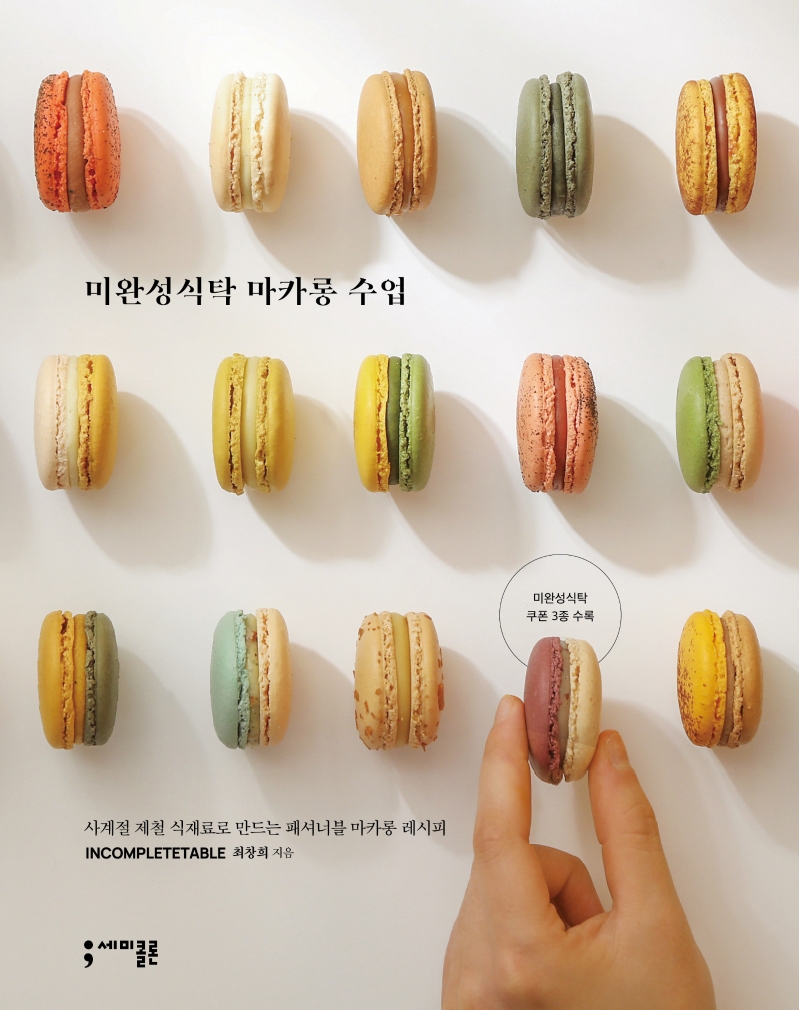 미완성식탁 마카롱 수업
미완성식탁
쿠폰 3종 수록
사계절 제철 식재료로 만드는 패셔너블 마카롱 레시피
INCOMPLETETABLE 최창희 지음
세미콜론